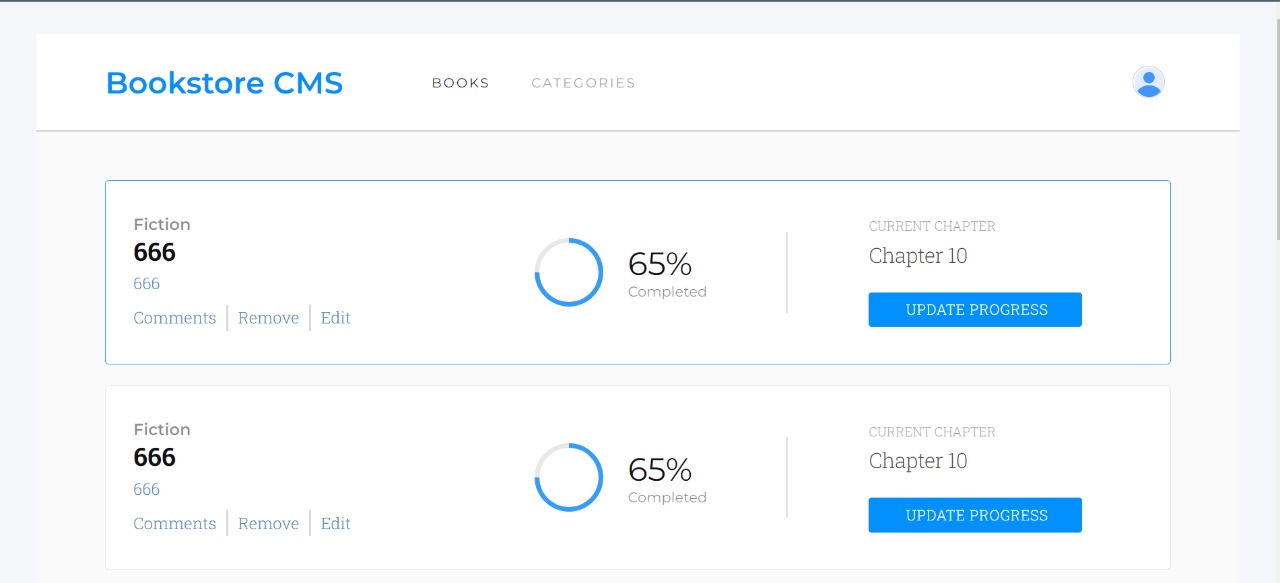 Bookstore CMS BOOKS CATEGORIES
Fiction
666
666
Comments Remove Edit
65%
Completed
CURRENT CHAPTER
Chapter 10
UPDATE PROGRESS
Fiction
666
666
Comments Remove Edit
65%
Completed
CURRENT CHAPTER
Chapter 10
UPDATE PROGRESS